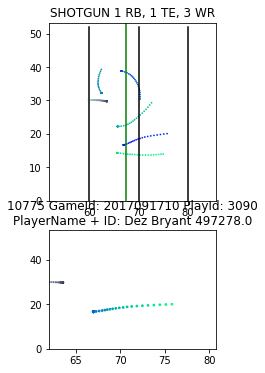 SHOTGUN 1 RB, 1 TE, 3 WR
50
40
30
20
10
0
60 70 80
10775 GameId: 2017091710 PlayId: 3090
PlayerName + ID: Dez Bryant 497278.0
40
20
0
65 70 75 80